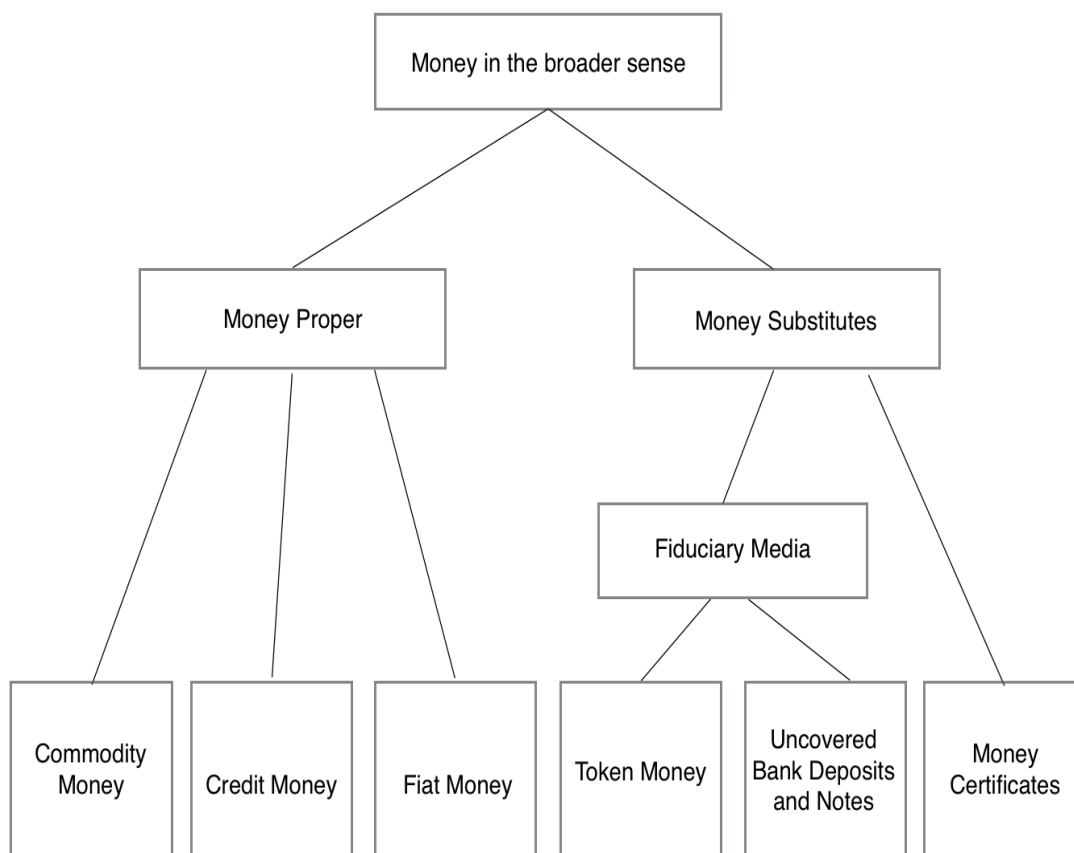 Money in the broader sense
Money Proper
Money Substitutes
Fiduciary Media
Commodity
Money
Credit Money
Fiat Money
Token Money
Uncovered
Bank Deposits
and Notes
Money
Certificates